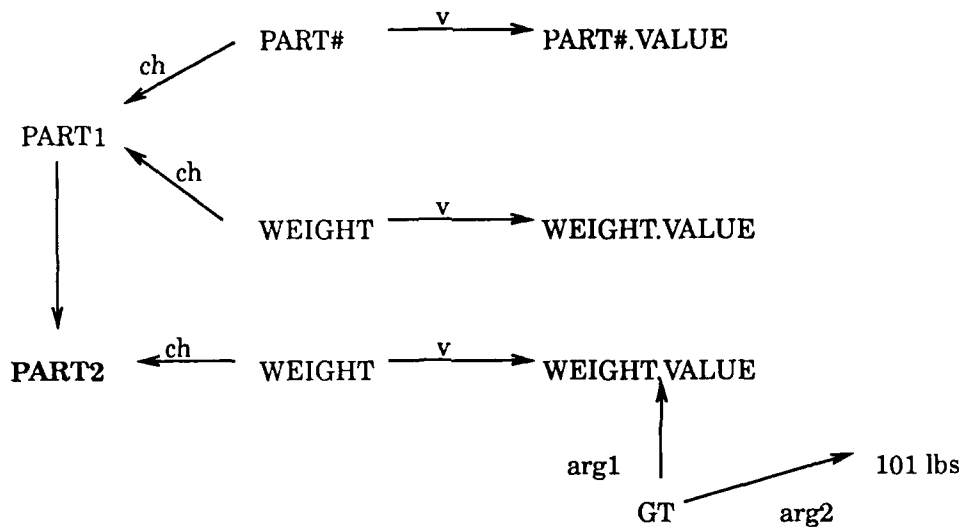 PART# v PART#.VALUE
ch
PART1
ch
WEIGHT v WEIGHT.VALUE
PART2 ch WEIGHT v WEIGHT.VALUE
arg1 101 lbs
GT arg2